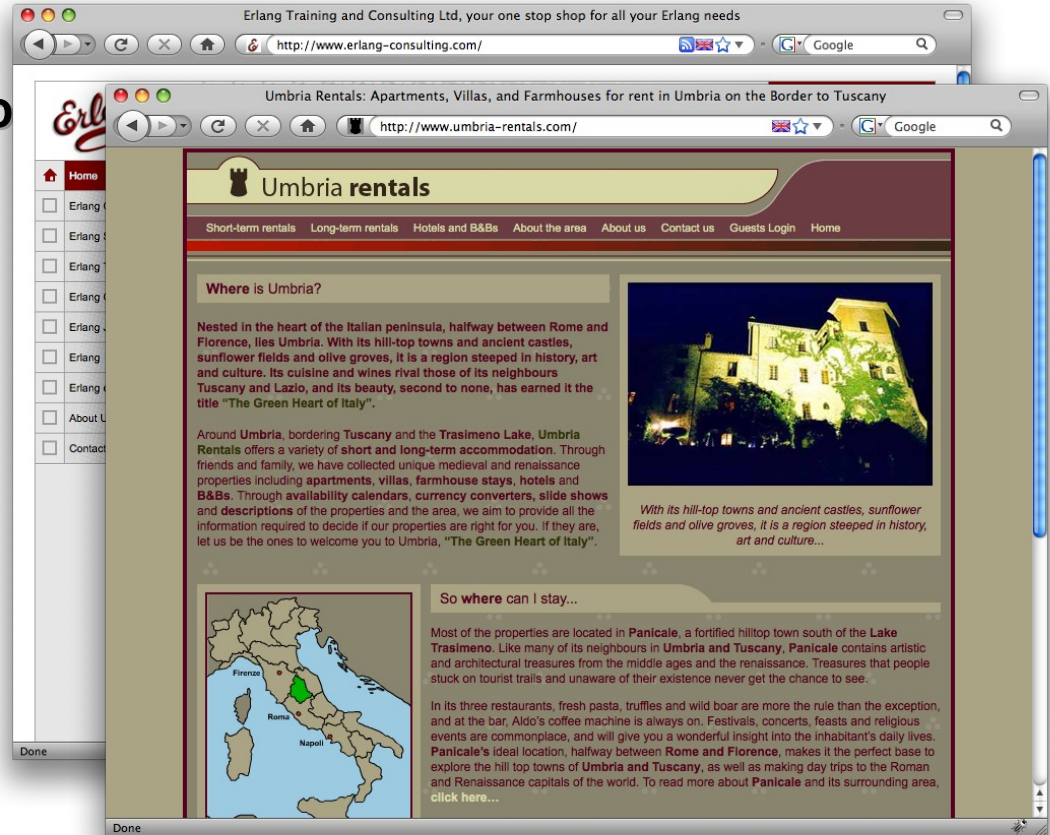 Erlang Training and Consulting Ltd, your one stop shop for all your Erlang needs
http://www.erlang-consulting.com/
Google
Home
Erlang
Erlang
Erlang
Erlang
Erlang
Erlang
Erlang
About
Contact
Done
Umbria Rentals: Apartments, Villas, and Farmhouses for rent in Umbria on the Border to Tuscany
http://www.umbria-rentals.com/
Google
Umbria rentals
Short-term rentals Long-term rentals Hotels and B&Bs About the area About us Contact us Guests Login Home
Where is Umbria?
Nested in the heart of the Italian peninsula, halfway between Rome and
Florence, lies Umbria. With its hill-top towns and ancient castles,
sunflower fields and olive groves, it is a region steeped in history, art
and culture. Its cuisine and wines rival those of its neighbours
Tuscany and Lazio, and its beauty, second to none, has earned it the
title “The Green Heart of Italy”.
Around Umbria, bordering Tuscany and the Trasimeno Lake, Umbria
Rentals offers a variety of short and long-term accommodation. Through
friends and family, we have collected unique medieval and renaissance
properties including apartments, villas, farmhouse stays, hotels and
B&Bs. Through availability calendars, currency converters, slide shows
and descriptions of the properties and the area, we aim to provide all the
information required to decide if our properties are right for you. If they are,
let us be the ones to welcome you to Umbria, “The Green Heart of Italy”.
With its hill-top towns and ancient castles, sunflower
fields and olive groves, it is a region steeped in history,
art and culture...
Firenze
Roma
Napoli
So where can I stay...
Most of the properties are located in Panicale, a fortified hilltop town south of the Lake
Trasimeno. Like many of its neighbours in Umbria and Tuscany, Panicale contains artistic
and architectural treasures from the middle ages and the renaissance. Treasures that people
stuck on tourist trails and unaware of their existence never get the chance to see.
In its three restaurants, fresh pasta, truffles and wild boar are more the rule than the exception,
and at the bar, Aldo’s coffee machine is always on. Festivals, concerts, feasts and religious
events are commonplace, and will give you a wonderful insight into the inhabitant’s daily lives.
Panicale’s ideal location, halfway between Rome and Florence, makes it the perfect base to
explore the hill top towns of Umbria and Tuscany, as well as making day trips to the Roman
and Renaissance capitals of the world. To read more about Panicale and its surrounding area,
click here...
Done